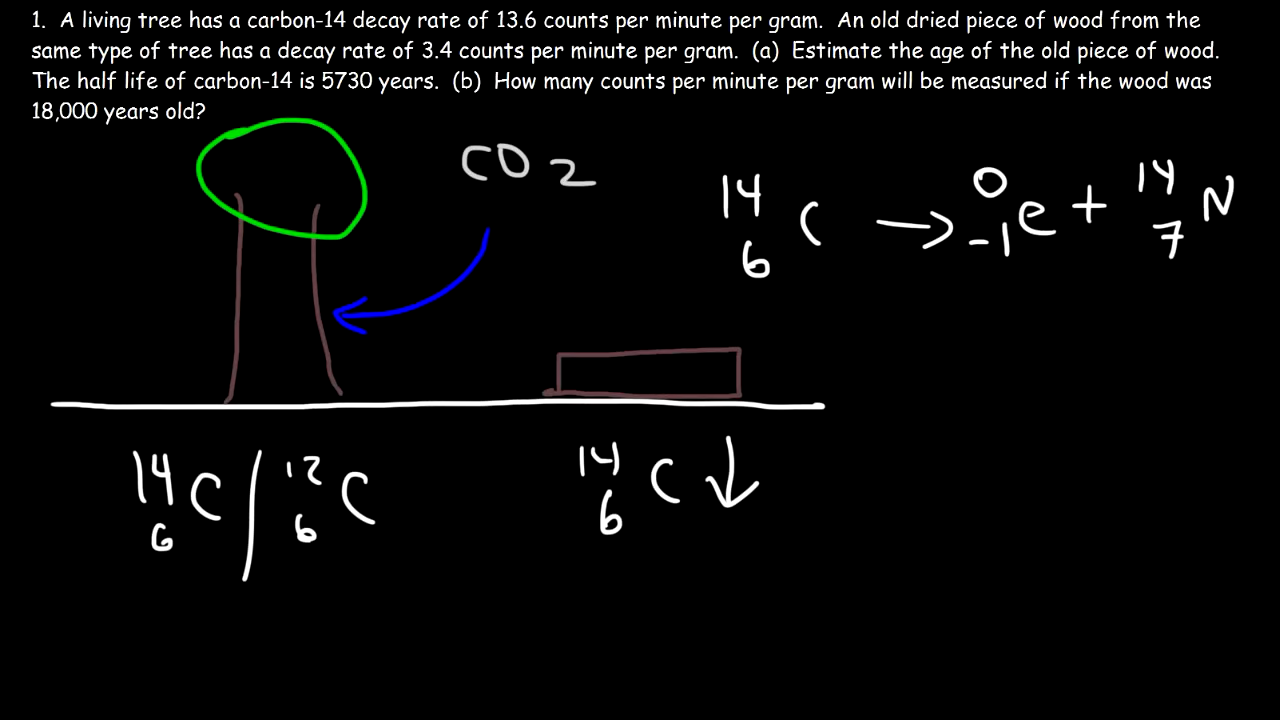 1. A living tree has a carbon-14 decay rate of 13.6 counts per minute per gram. An old dried piece of wood from the
same type of tree has a decay rate of 3.4 counts per minute per gram. (a) Estimate the age of the old piece of wood.
The half life of carbon-14 is 5730 years. (b) How many counts per minute per gram will be measured if the wood was
18,000 years old?
CO2
14 6 C → 0 -1 e + 14 7 N
14 6 C / 12 6 C
14 6 C ↓